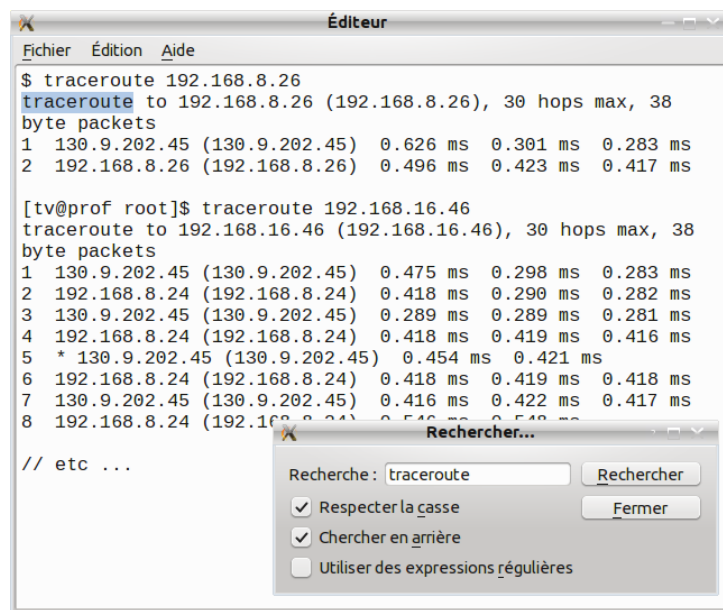 Éditeur
Fichier Édition Aide
$ traceroute 192.168.8.26
traceroute to 192.168.8.26 (192.168.8.26), 30 hops max, 38
byte packets
1  130.9.202.45 (130.9.202.45)  0.626 ms  0.301 ms  0.283 ms
2  192.168.8.26 (192.168.8.26)  0.496 ms  0.423 ms  0.417 ms
[tv@prof root]$ traceroute 192.168.16.46
traceroute to 192.168.16.46 (192.168.16.46), 30 hops max, 38
byte packets
1  130.9.202.45 (130.9.202.45)  0.475 ms  0.298 ms  0.283 ms
2  192.168.8.24 (192.168.8.24)  0.418 ms  0.290 ms  0.282 ms
3  130.9.202.45 (130.9.202.45)  0.289 ms  0.289 ms  0.281 ms
4  192.168.8.24 (192.168.8.24)  0.418 ms  0.419 ms  0.416 ms
5  * 130.9.202.45 (130.9.202.45)  0.454 ms  0.421 ms
6  192.168.8.24 (192.168.8.24)  0.418 ms  0.419 ms  0.418 ms
7  130.9.202.45 (130.9.202.45)  0.416 ms  0.422 ms  0.417 ms
8  192.168.8.24
// etc ...
Rechercher...
Recherche : traceroute Rechercher
Respecter la casse Fermer
Chercher en arrière
Utiliser des expressions régulières